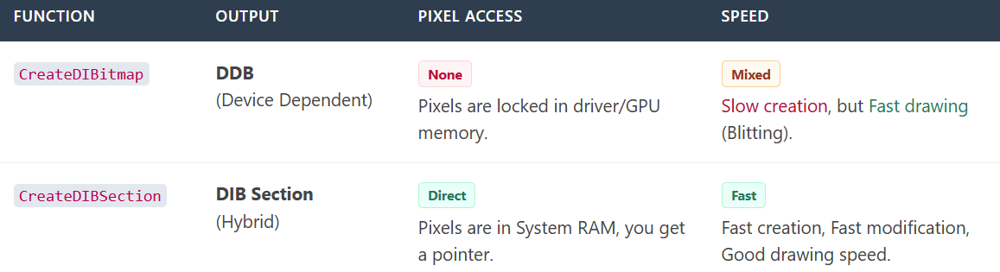 FUNCTION OUTPUT PIXEL ACCESS SPEED
CreateDIBitmap
DDB
(Device Dependent)
None
Pixels are locked in driver/GPU
memory.
Mixed
Slow creation, but Fast drawing
(Blitting).
CreateDIBSection
DIB Section
(Hybrid)
Direct
Pixels are in System RAM, you get
a pointer.
Fast
Fast creation, Fast modification,
Good drawing speed.